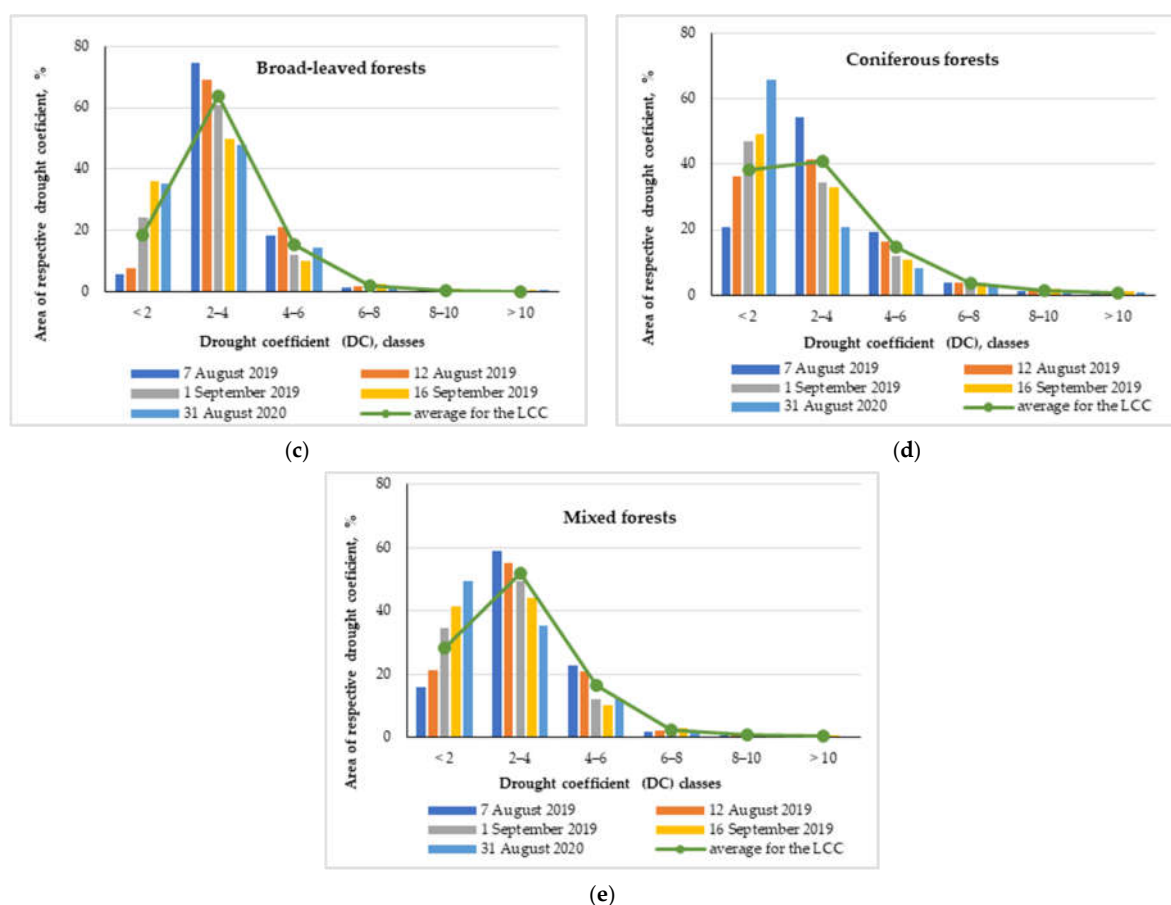 Broad-leaved forests
Area of respective drought coeficient, %
80
60
40
20
0
< 2
2–4
4–6
6–8
8–10
> 10
Drought coefficient (DC), classes
7 August 2019
12 August 2019
1 September 2019
16 September 2019
31 August 2020
average for the LCC
(c)
Coniferous forests
Area of respective drought coeficient, %
80
60
40
20
0
< 2
2–4
4–6
6–8
8–10
> 10
Drought coefficient (DC), classes
7 August 2019
12 August 2019
1 September 2019
16 September 2019
31 August 2020
average for the LCC
(d)
Mixed forests
Area of respective drought coeficient, %
80
60
40
20
0
< 2
2–4
4–6
6–8
8–10
> 10
Drought coefficient (DC) classes
7 August 2019
12 August 2019
1 September 2019
16 September 2019
31 August 2020
average for the LCC
(e)